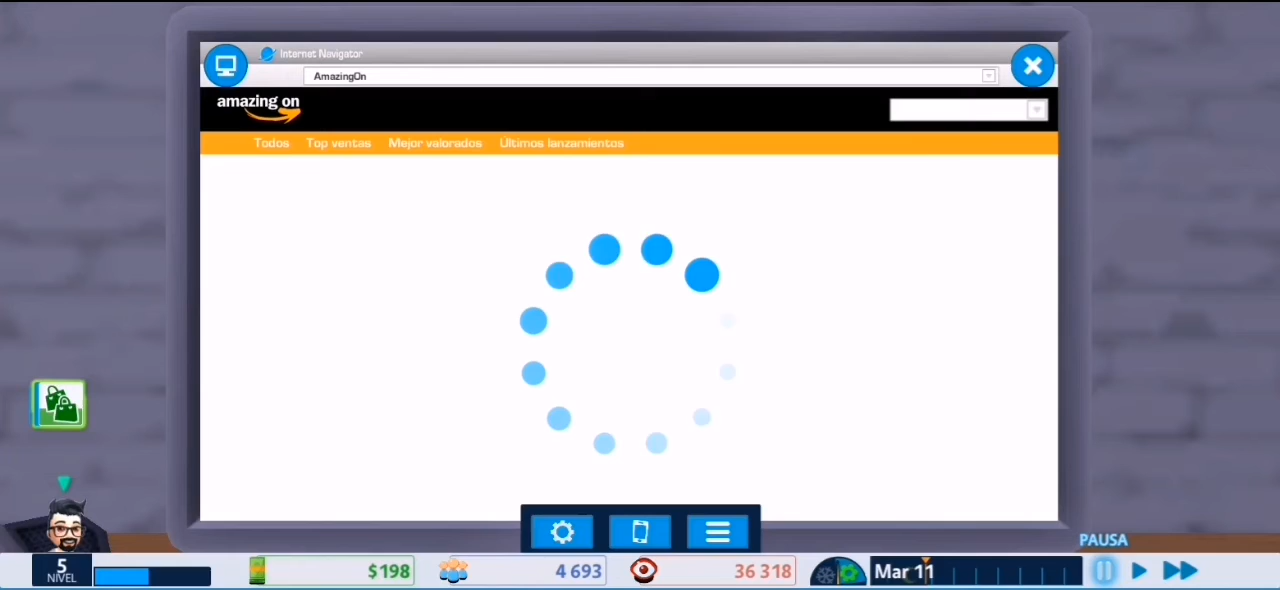 Internet Navigator
AmazingOn
amazing on
Todos Top ventas Mejor valorados Últimos lanzamientos
PAUSA
5
NIVEL
$198
4 693
36 318
Mar 11